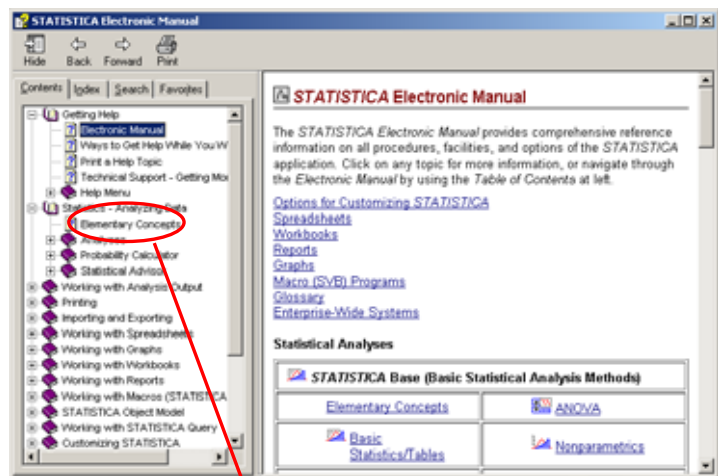 STATISTICA Electronic Manual
Hide Back Forward Print
Contents Index Search Favorites
Getting Help
Electronic Manual
Ways to Get Help While You W
Print a Help Topic
Technical Support - Getting Mor
Help Menu
Statistics - Analyzing Data
Elementary Concepts
Analyses
Probability Calculator
Statistical Advisor
Working with Analysis Output
Printing
Importing and Exporting
Working with Spreadsheets
Working with Graphs
Working with Workbooks
Working with Reports
Working with Macros (STATISTICA
STATISTICA Object Model
Working with STATISTICA Query
Customizing STATISTICA
STATISTICA Electronic Manual
The STATISTICA Electronic Manual provides comprehensive reference
information on all procedures, facilities, and options of the STATISTICA
application. Click on any topic for more information, or navigate through
the Electronic Manual by using the Table of Contents at left.
Options for Customizing STATISTICA
Spreadsheets
Workbooks
Reports
Graphs
Macro (SVB) Programs
Glossary
Enterprise-Wide Systems
Statistical Analyses
STATISTICA Base (Basic Statistical Analysis Methods)
Elementary Concepts
ANOVA
Basic
Statistics/Tables
Nonparametrics